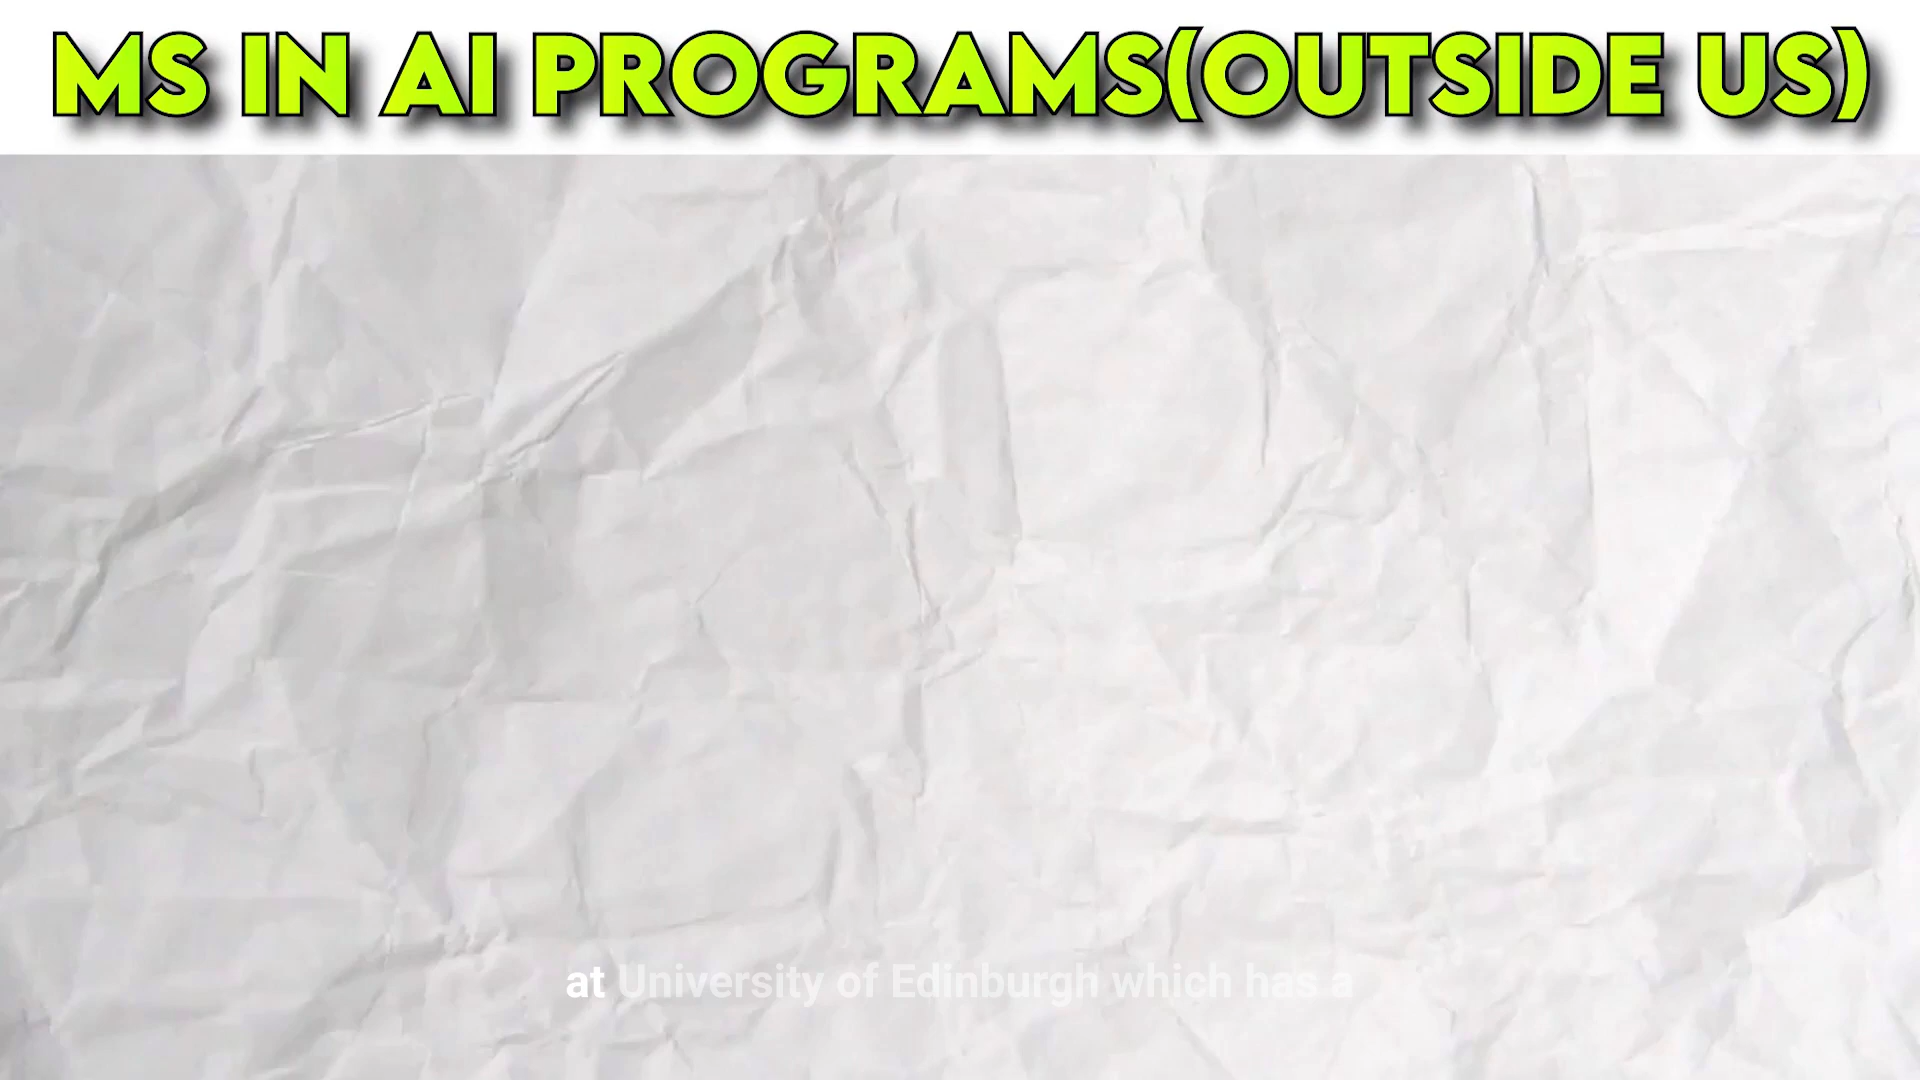 MS IN AI PROGRAMS(OUTSIDE US)
at University of Edinburgh which has a